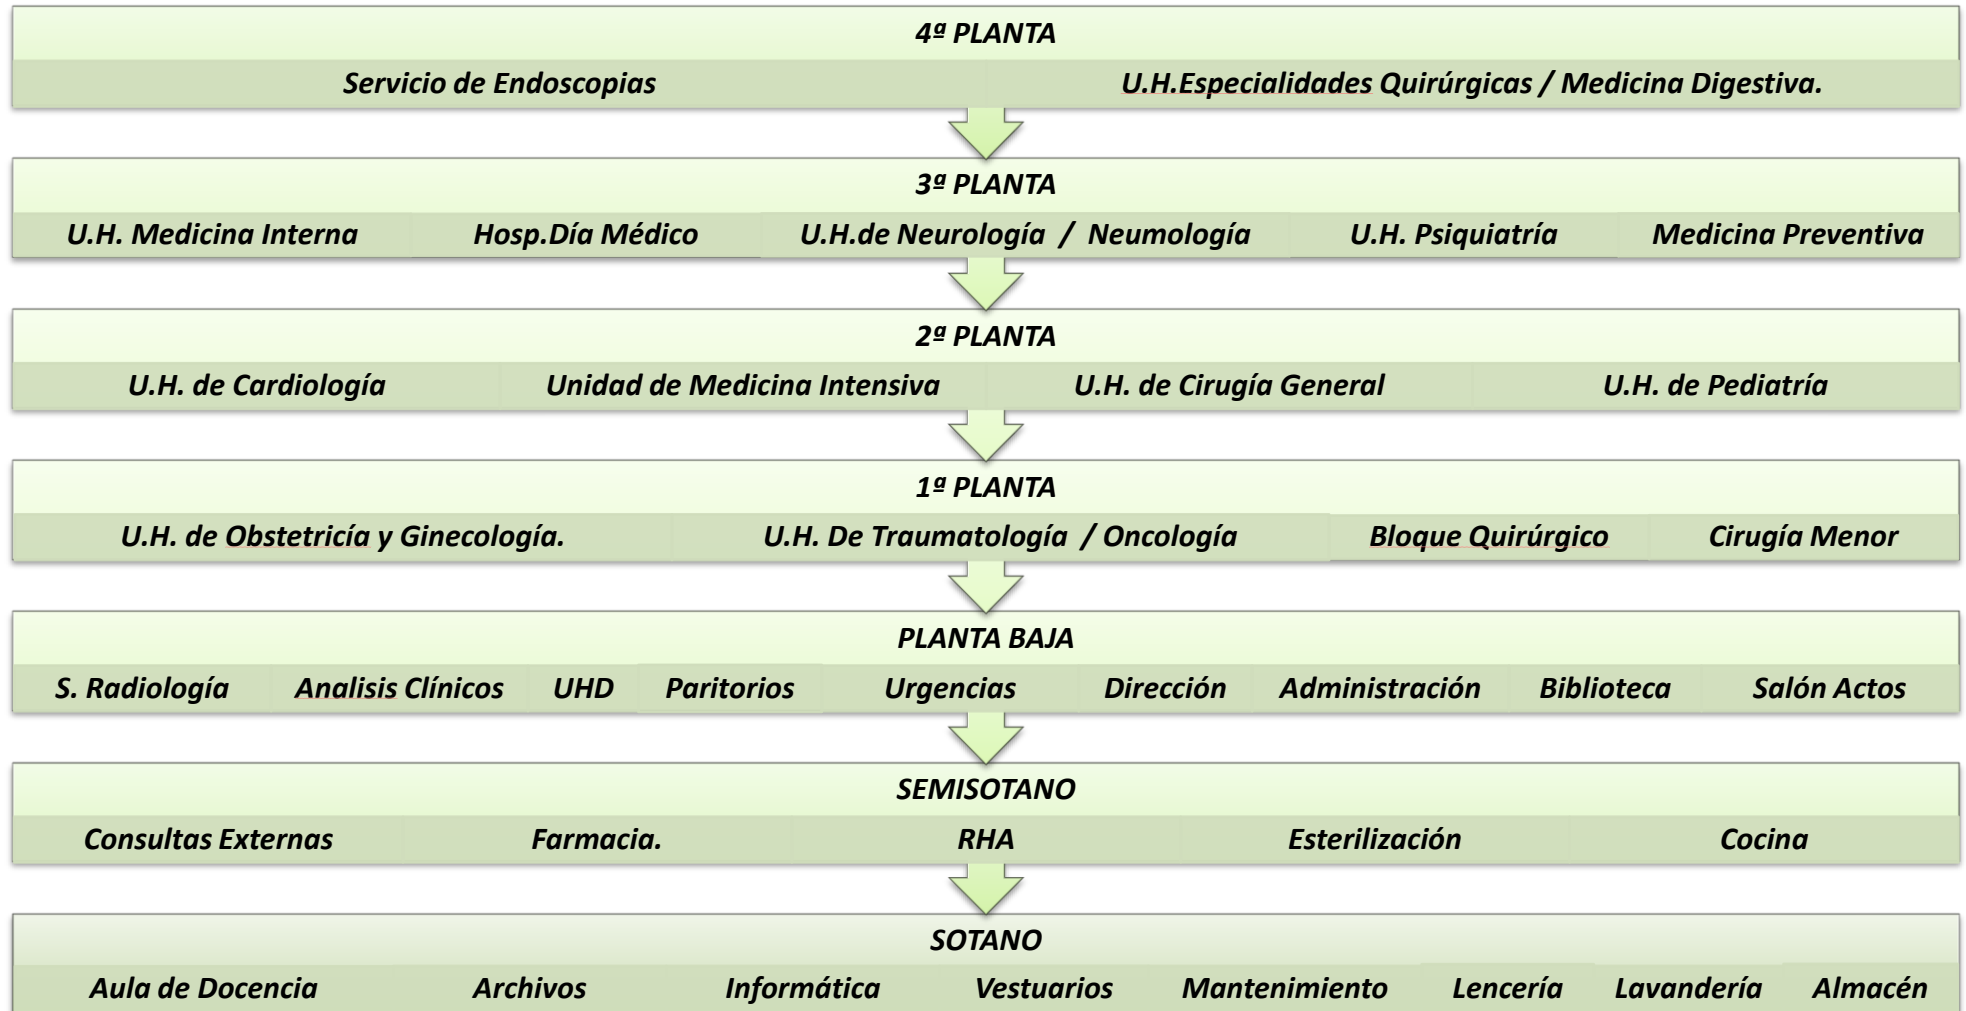 4ª PLANTA
Servicio de Endoscopias U.H.Especialidades Quirúrgicas / Medicina Digestiva.
3ª PLANTA
U.H. Medicina Interna Hosp.Día Médico U.H.de Neurología / Neumología U.H. Psiquiatría Medicina Preventiva
2ª PLANTA
U.H. de Cardiología Unidad de Medicina Intensiva U.H. de Cirugía General U.H. de Pediatría
1ª PLANTA
U.H. de Obstetricía y Ginecología. U.H. De Traumatología / Oncología Bloque Quirúrgico Cirugía Menor
PLANTA BAJA
S. Radiología Analisis Clínicos UHD Paritorios Urgencias Dirección Administración Biblioteca Salón Actos
SEMISOTANO
Consultas Externas Farmacia. RHA Esterilización Cocina
SOTANO
Aula de Docencia Archivos Informática Vestuarios Mantenimiento Lencería Lavandería Almacén